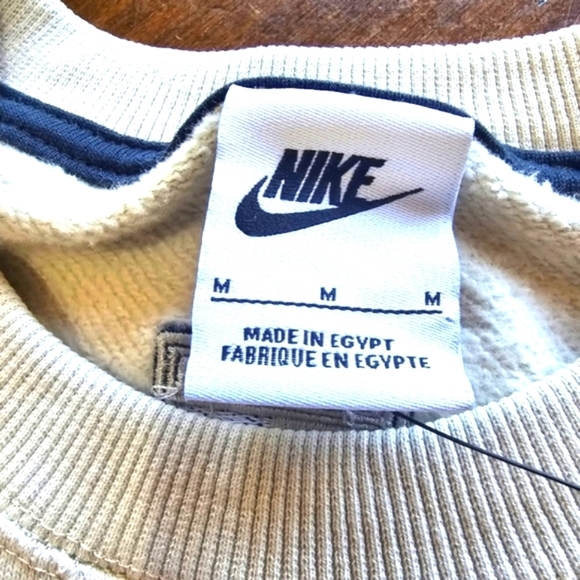 NIKE
M M M
MADE IN EGYPT
FABRIQUE EN EGYPTE